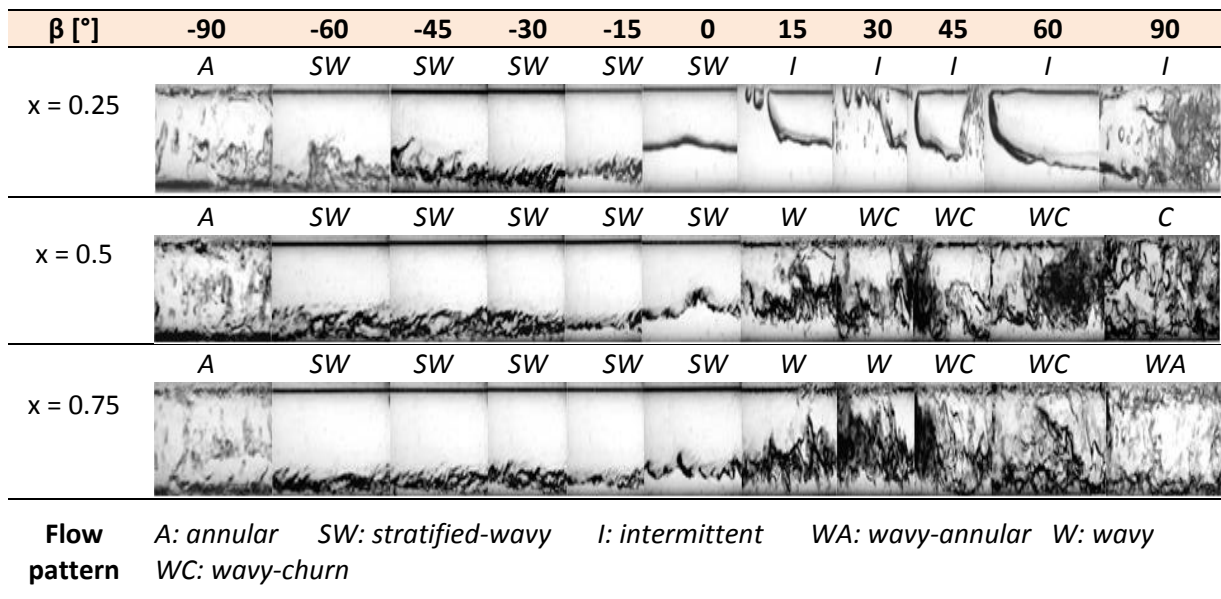 β [°] -90 -60 -45 -30 -15 0 15 30 45 60 90
A SW SW SW SW SW I I I I I
x = 0.25
A SW SW SW SW SW W WC WC WC C
x = 0.5
A SW SW SW SW SW W W WC WC WA
x = 0.75
Flow pattern A: annular SW: stratified-wavy I: intermittent WA: wavy-annular W: wavy
WC: wavy-churn